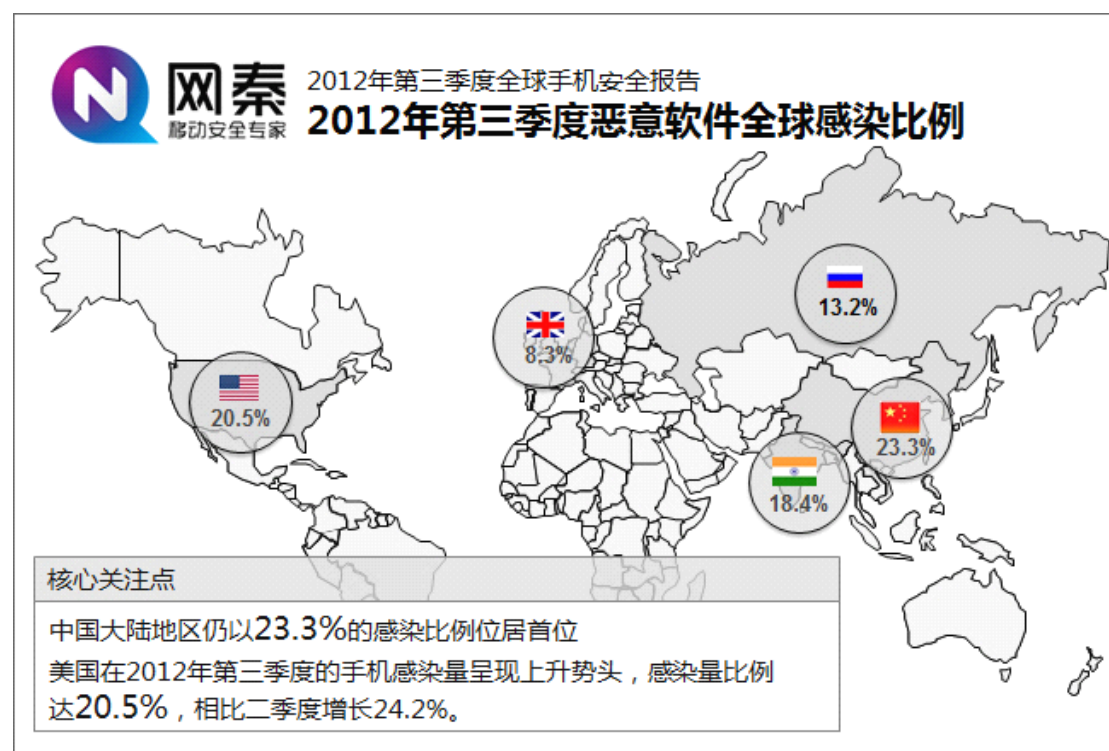 网秦
移动安全专家
2012年第三季度全球手机安全报告
2012年第三季度恶意软件全球感染比例
13.2%
8.3%
20.5%
23.3%
18.4%
核心关注点
中国大陆地区仍以23.3%的感染比例位居首位
美国在2012年第三季度的手机感染量呈现上升势头，感染量比例
达20.5%，相比二季度增长24.2%。